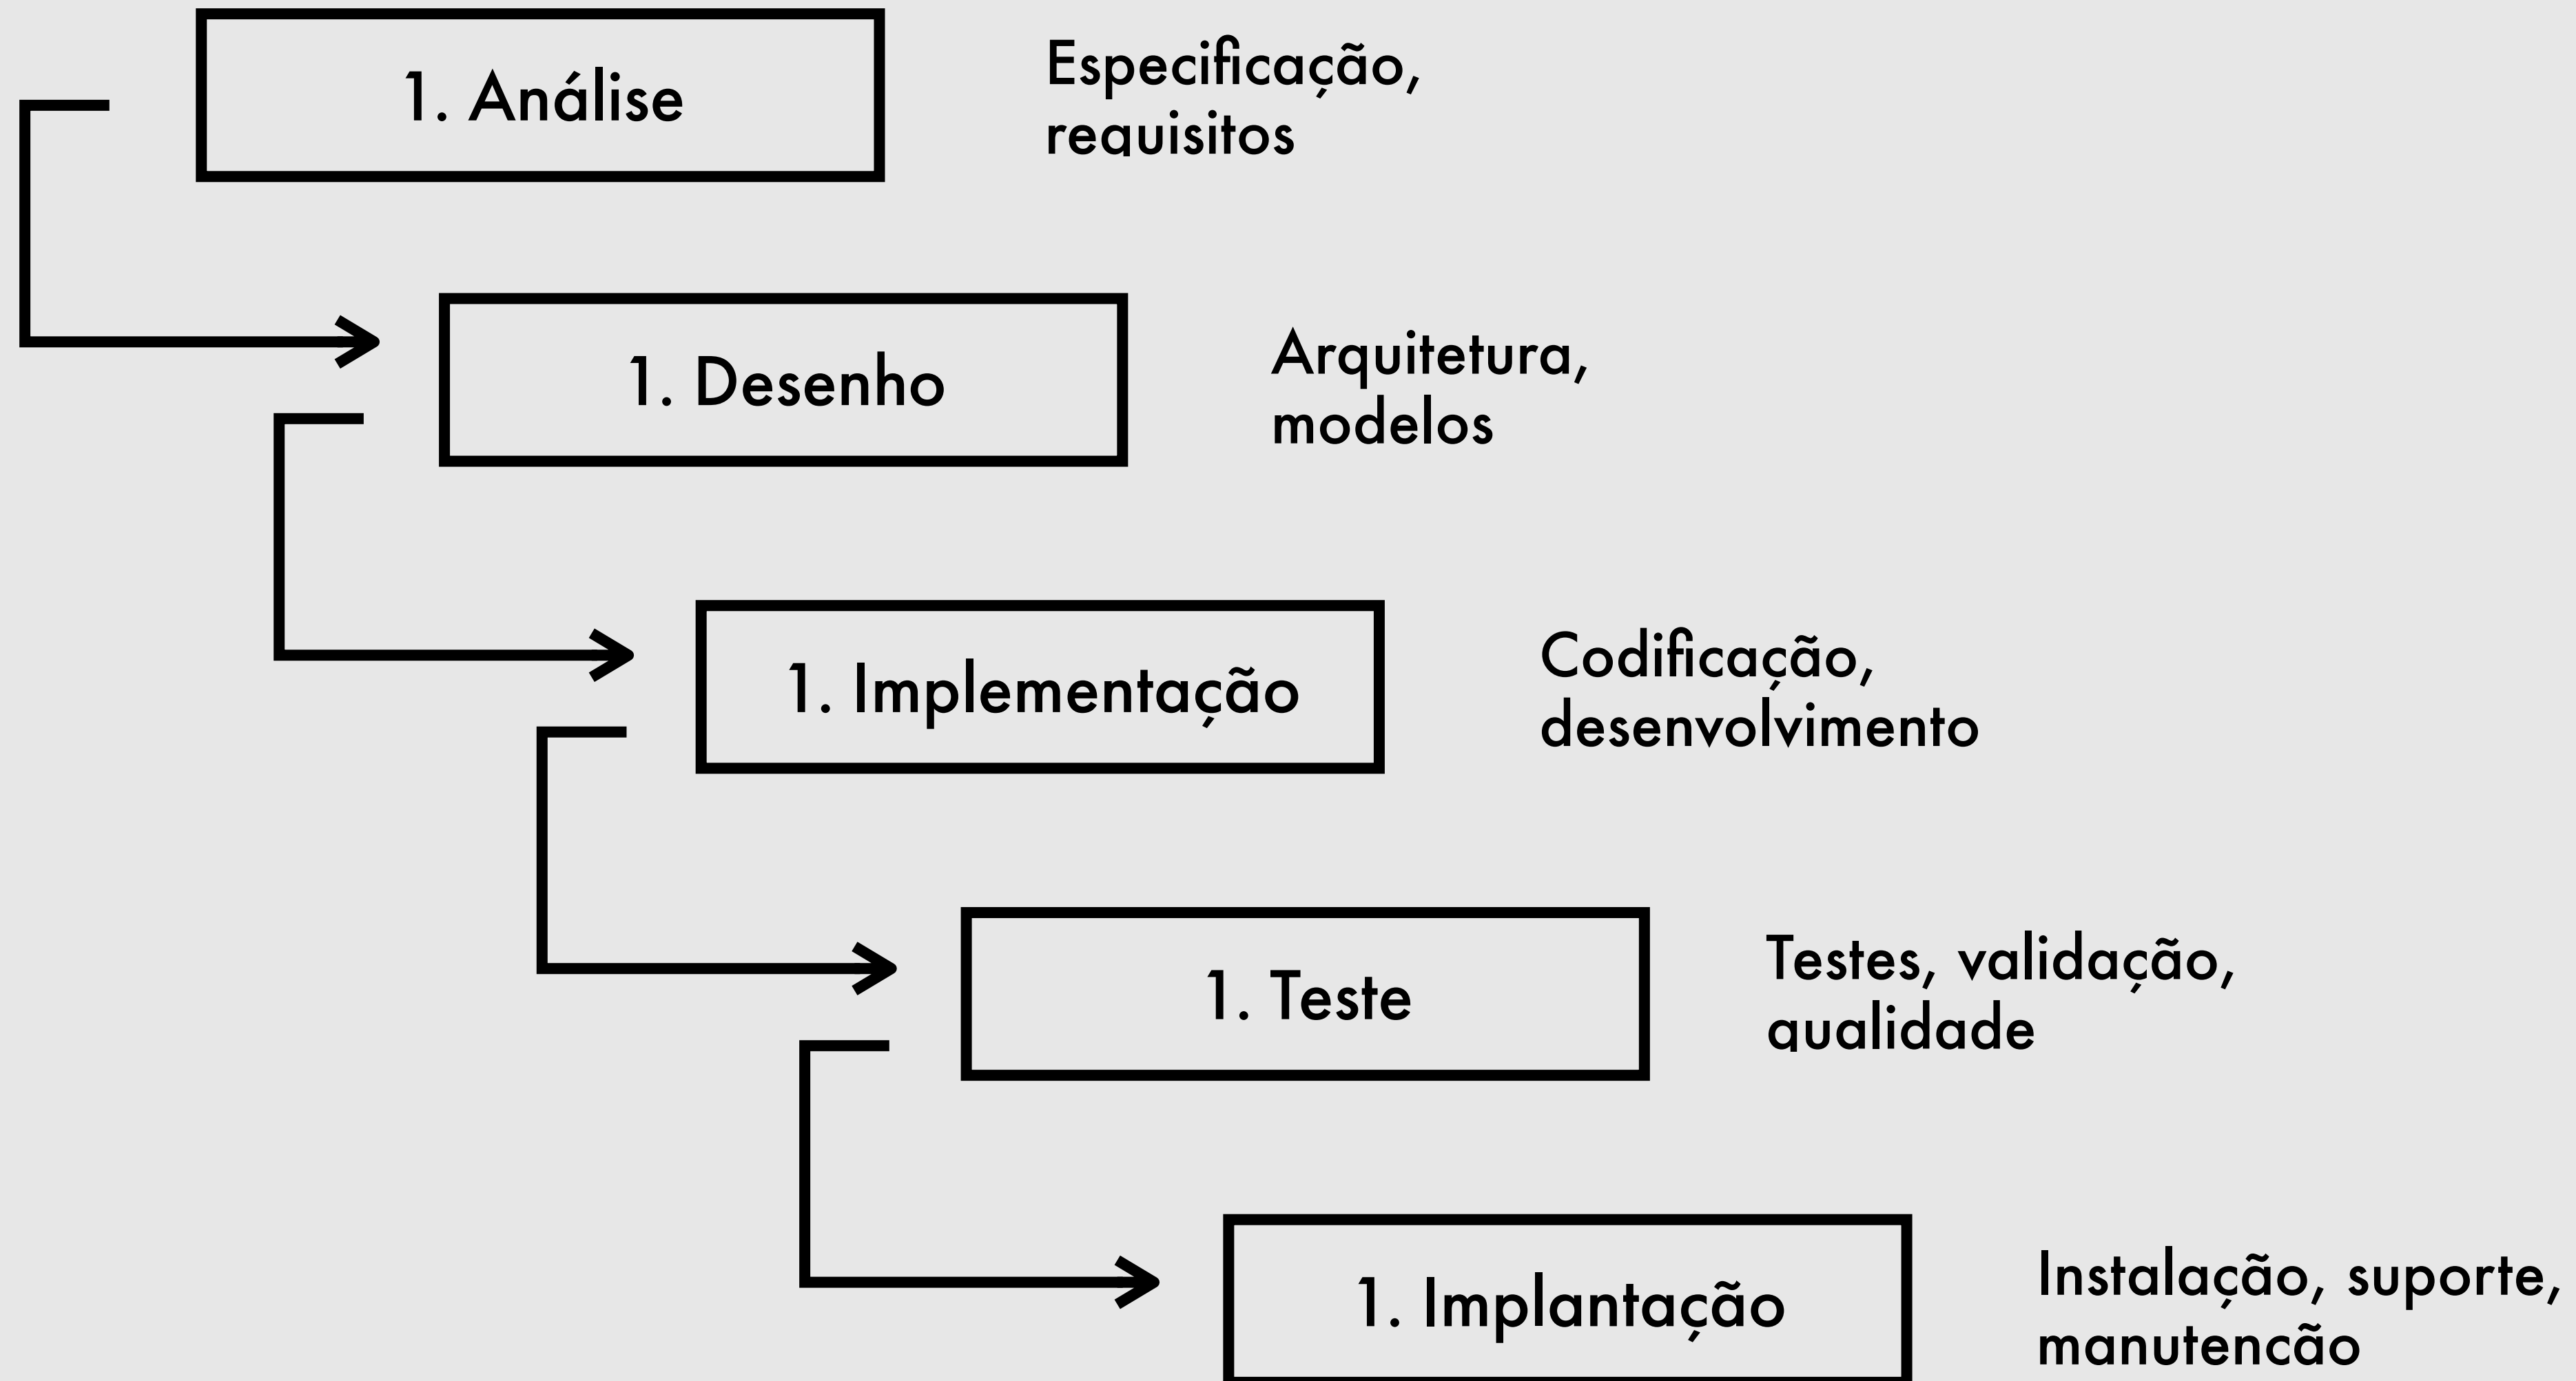 1. Análise
Especificação,
requisitos
1. Desenho
Arquitetura,
modelos
1. Implementação
Codificação,
desenvolvimento
1. Teste
Testes, validação,
qualidade
1. Implantação
Instalação, suporte,
manutenção